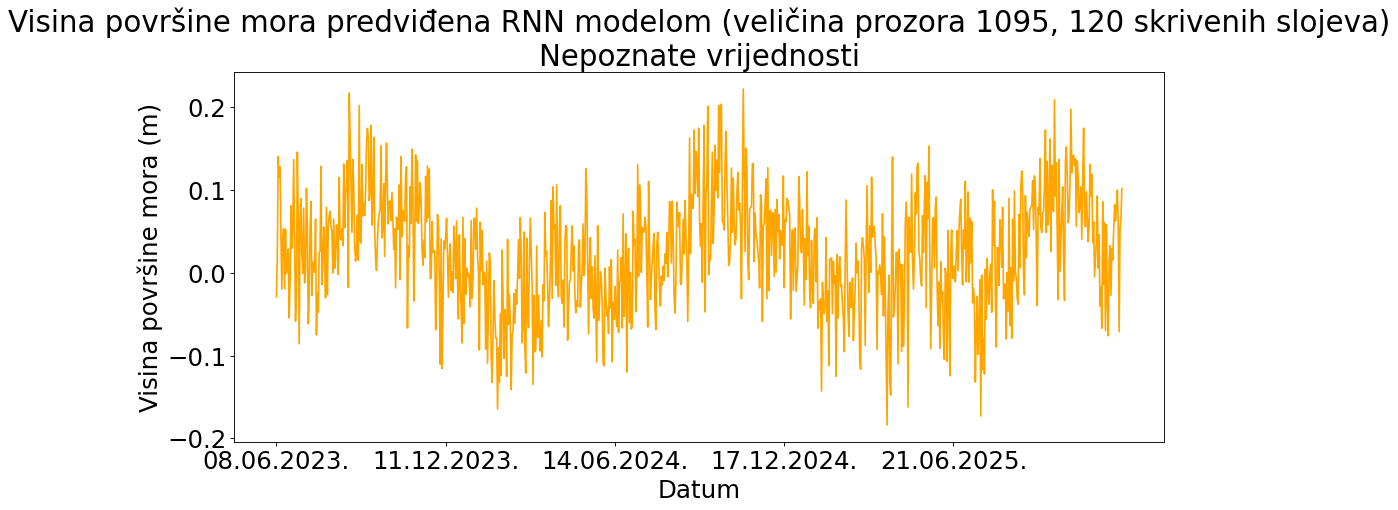 Visina površine mora predviđena RNN modelom (veličina prozora 1095, 120 skrivenih slojeva)
Nepoznate vrijednosti
Visina površine mora (m)
0.2
0.1
0.0
−0.1
−0.2
08.06.2023. 11.12.2023. 14.06.2024. 17.12.2024. 21.06.2025.
Datum